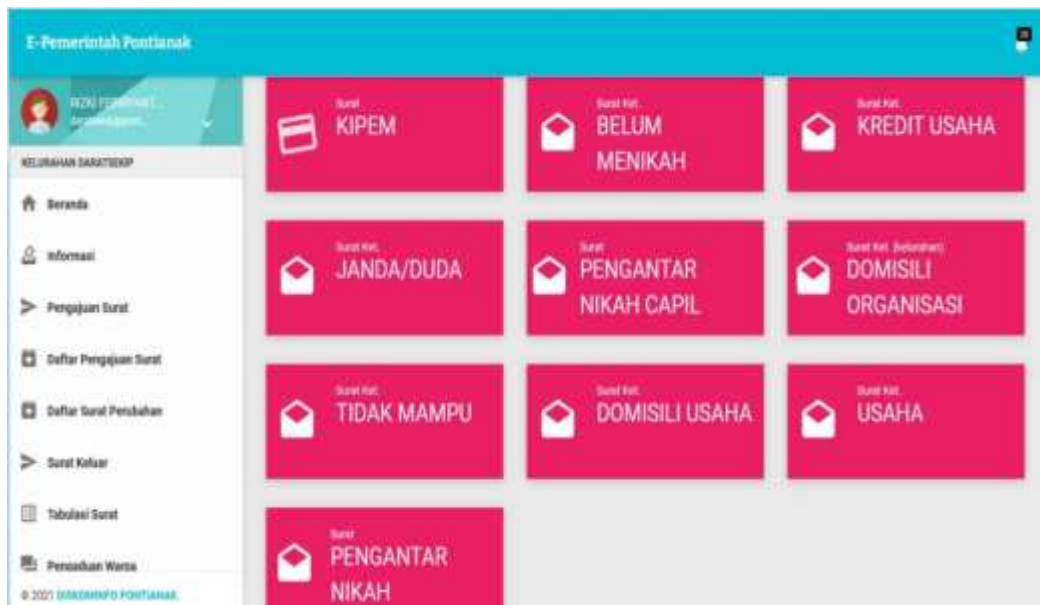 E-Pemerintah Pontianak
KELURAHAN DARATSEKIP
Beranda
Informasi
Pengajuan Surat
Daftar Pengajuan Surat
Daftar Surat Perubahan
Surat Keluar
Tabulasi Surat
Pengaduan Warga
© 2021 DISKOMINFO PONTIANAK
Surat
KIPEM
Surat Ket.
BELUM
MENIKAH
Surat Ket.
KREDIT USAHA
Surat Ket.
JANDA/DUDA
Surat
PENGANTAR
NIKAH CAPIL
Surat Ket. (kelurahan)
DOMISILI
ORGANISASI
Surat Ket.
TIDAK MAMPU
Surat Ket.
DOMISILI USAHA
Surat Ket.
USAHA
Surat
PENGANTAR
NIKAH